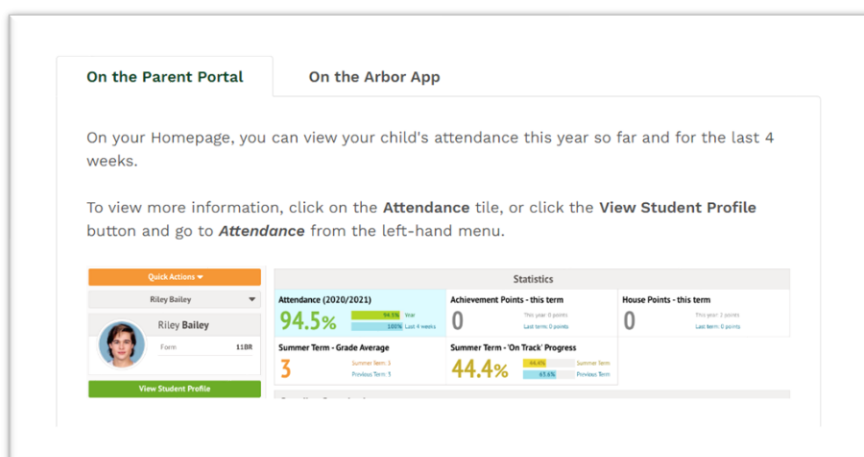 On the Parent Portal
On the Arbor App
On your Homepage, you can view your child's attendance this year so far and for the last 4
weeks.
To view more information, click on the Attendance tile, or click the View Student Profile
button and go to Attendance from the left-hand menu.
Quick Actions
Riley Bailey
Riley Bailey
Form 11BR
View Student Profile
Statistics
Attendance (2020/2021)
94.5%
94.5% Year
100% Last 4 weeks
Achievement Points - this term
0
This year: 0 points
Last term: 0 points
House Points - this term
0
This year: 2 points
Last term: 0 points
Summer Term - Grade Average
3
Summer Term: 3
Previous Term: 3
Summer Term - 'On Track' Progress
44.4%
44.4% Summer Term
63.6% Previous Term